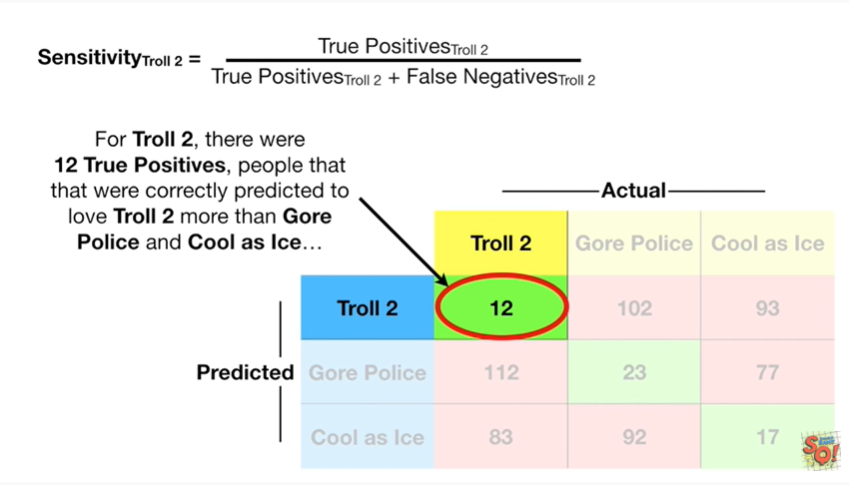 Sensitivity Troll 2 = True Positives Troll 2
True Positives Troll 2 + False Negatives Troll 2
For Troll 2, there were
12 True Positives, people that
that were correctly predicted to
love Troll 2 more than Gore
Police and Cool as Ice…
Actual
Troll 2 Gore Police Cool as Ice
Troll 2 12 102 93
Predicted Gore Police 112 23 77
Cool as Ice 83 92 17
SQ!